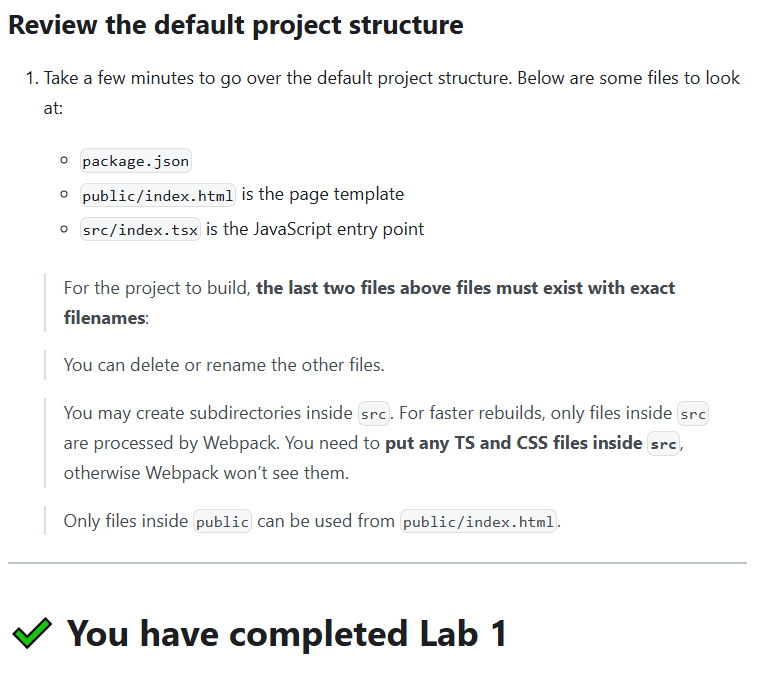 Review the default project structure
1. Take a few minutes to go over the default project structure. Below are some files to look
at:
package.json
public/index.html is the page template
src/index.tsx is the JavaScript entry point
For the project to build, the last two files above files must exist with exact
filenames:
You can delete or rename the other files.
You may create subdirectories inside src. For faster rebuilds, only files inside src
are processed by Webpack. You need to put any TS and CSS files inside src,
otherwise Webpack won’t see them.
Only files inside public can be used from public/index.html.
You have completed Lab 1